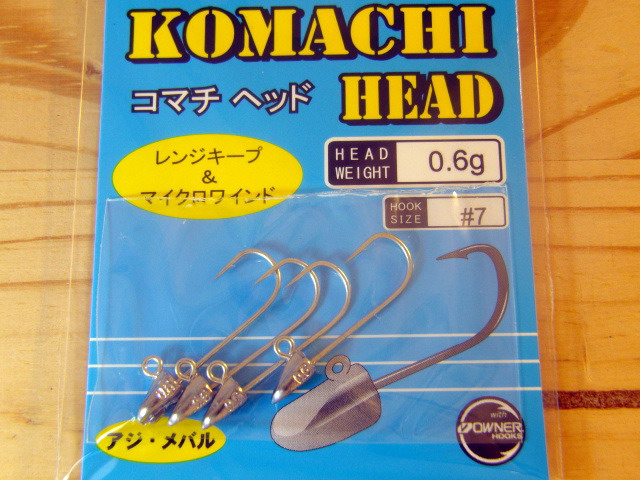 KOMACHI
コマチ ヘッド HEAD
レンジキープ
&
マイクロワインド
HEAD WEIGHT 0.6g
HOOK SIZE #7
アジ・メバル
with
OWNER
HOOKS